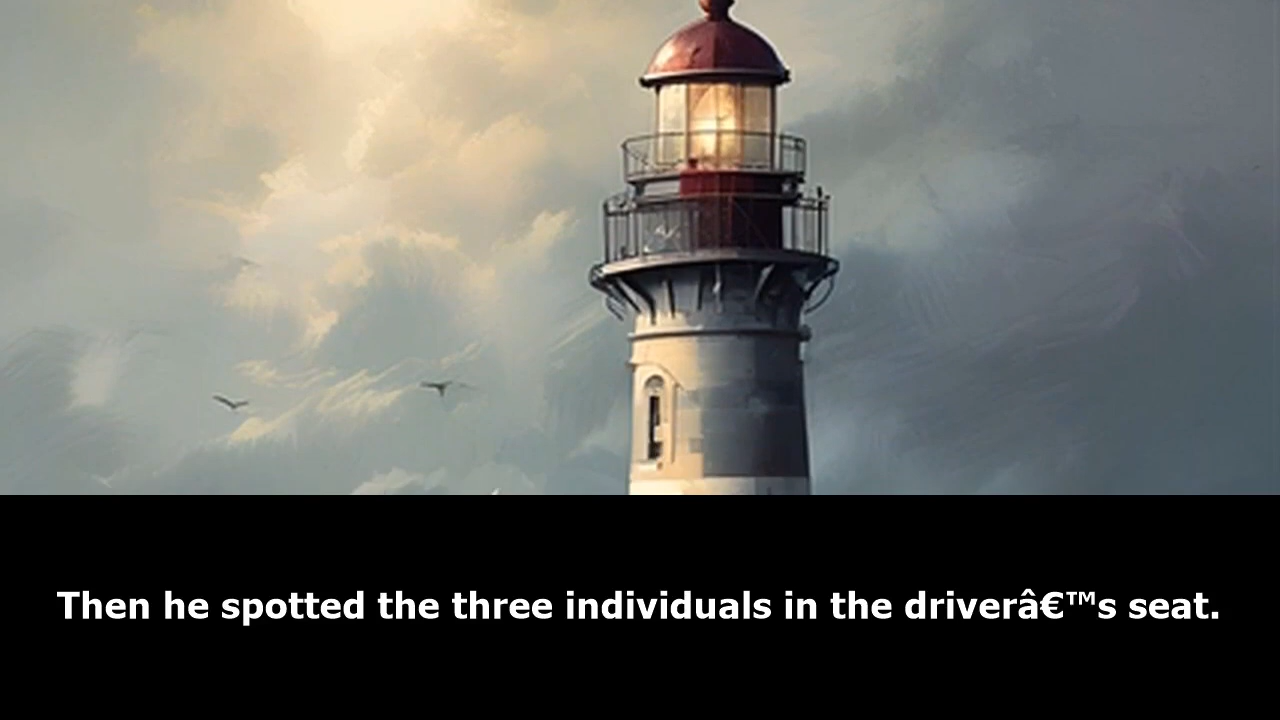 Then he spotted the three individuals in the driverâ€™s seat.